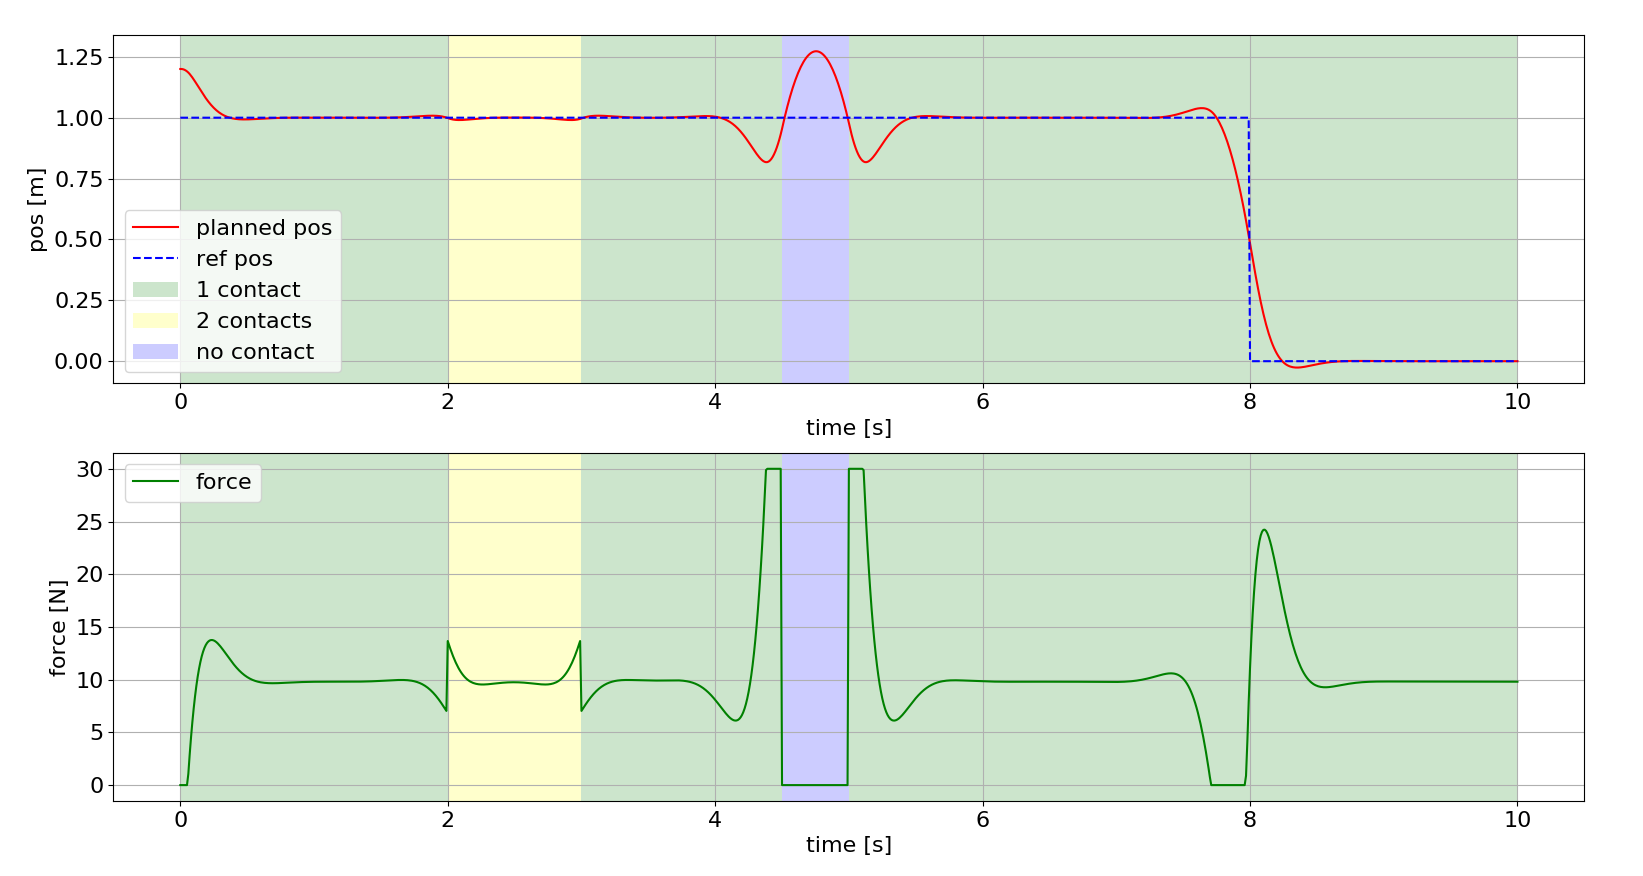 1.25
1.00
0.75
0.50
0.25
0.00
pos [m]
planned pos
ref pos
1 contact
2 contacts
no contact
0 2 4 6 8 10
time [s]
30
25
20
15
10
5
0
force [N]
force
0 2 4 6 8 10
time [s]